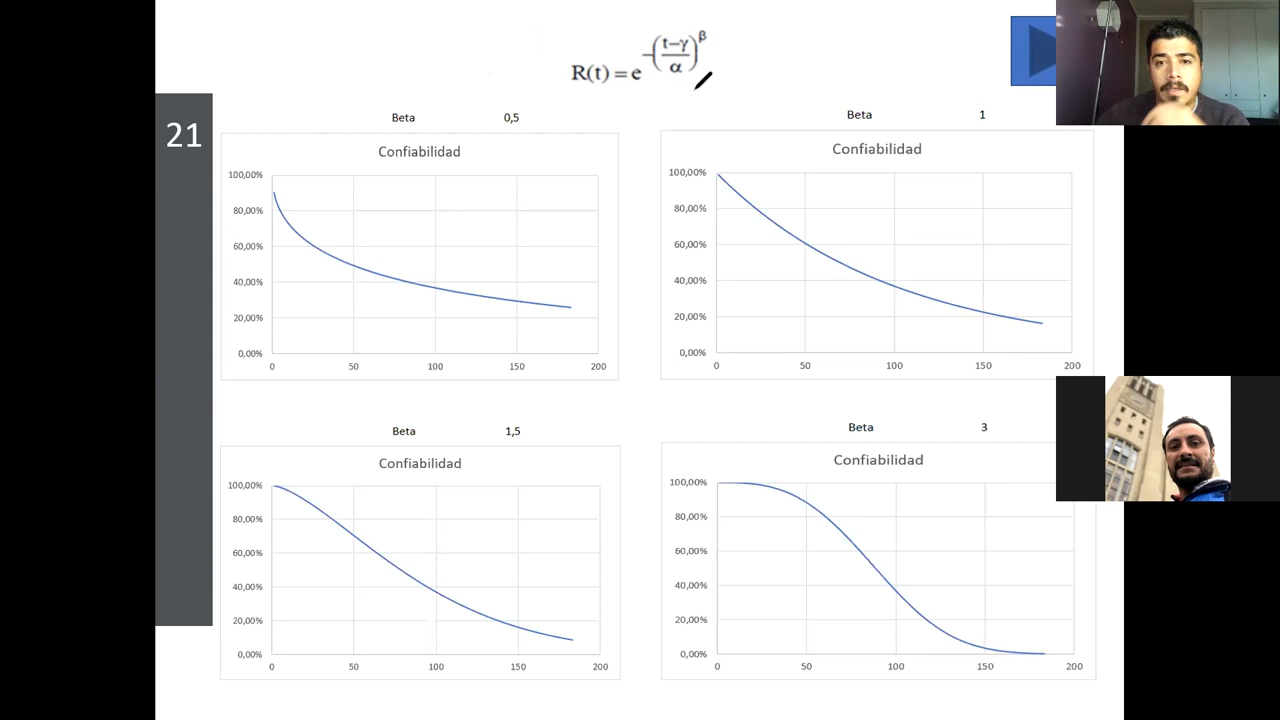 R(t) = e^-((t-γ)/α)^β
21
Beta 0,5
Confiabilidad
100,00%
80,00%
60,00%
40,00%
20,00%
0,00%
0 50 100 150 200
Beta 1
Confiabilidad
100,00%
80,00%
60,00%
40,00%
20,00%
0,00%
0 50 100 150 200
Beta 1,5
Confiabilidad
100,00%
80,00%
60,00%
40,00%
20,00%
0,00%
0 50 100 150 200
Beta 3
Confiabilidad
100,00%
80,00%
60,00%
40,00%
20,00%
0,00%
0 50 100 150 200